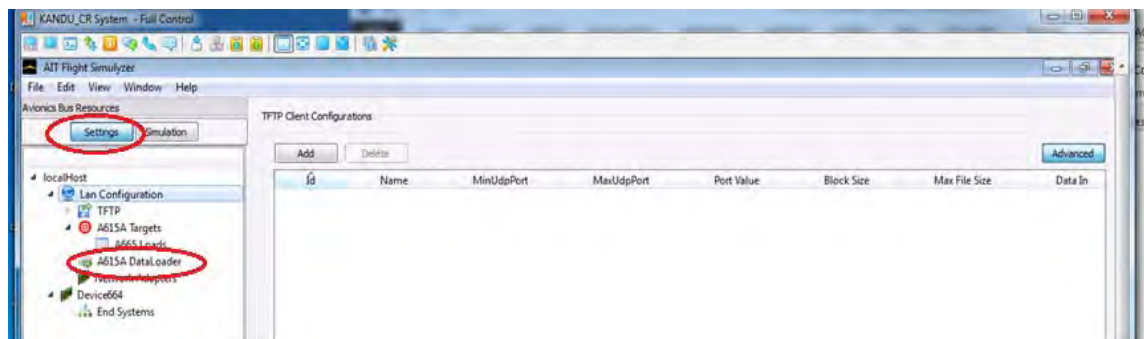 KANDU_CR System - Full Control
AIT Flight Simulyzer
File Edit View Window Help
Avionics Bus Resources
Settings Simulation
TFTP Client Configurations
Add Delete Advanced
Id Name MinUdpPort MaxUdpPort Port Value Block Size Max File Size Data In
localHost
Lan Configuration
TFTP
A615A Targets
A665 Loads
A615A DataLoader
NetworkAdapters
Device664
End Systems